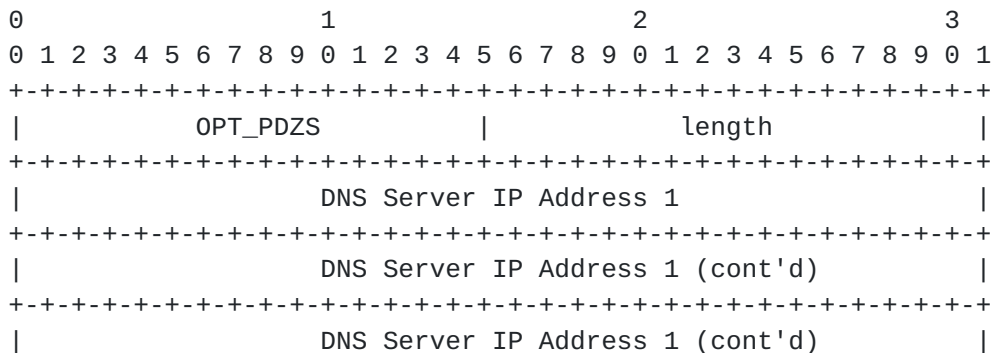 0                   1                   2                   3
0 1 2 3 4 5 6 7 8 9 0 1 2 3 4 5 6 7 8 9 0 1 2 3 4 5 6 7 8 9 0 1
+-+-+-+-+-+-+-+-+-+-+-+-+-+-+-+-+-+-+-+-+-+-+-+-+-+-+-+-+-+-+-+
|           OPT_PDZS          |            length             |
+-+-+-+-+-+-+-+-+-+-+-+-+-+-+-+-+-+-+-+-+-+-+-+-+-+-+-+-+-+-+-+
|                   DNS Server IP Address 1                   |
+-+-+-+-+-+-+-+-+-+-+-+-+-+-+-+-+-+-+-+-+-+-+-+-+-+-+-+-+-+-+-+
|                   DNS Server IP Address 1 (cont'd)          |
+-+-+-+-+-+-+-+-+-+-+-+-+-+-+-+-+-+-+-+-+-+-+-+-+-+-+-+-+-+-+-+
|                   DNS Server IP Address 1 (cont'd)          |